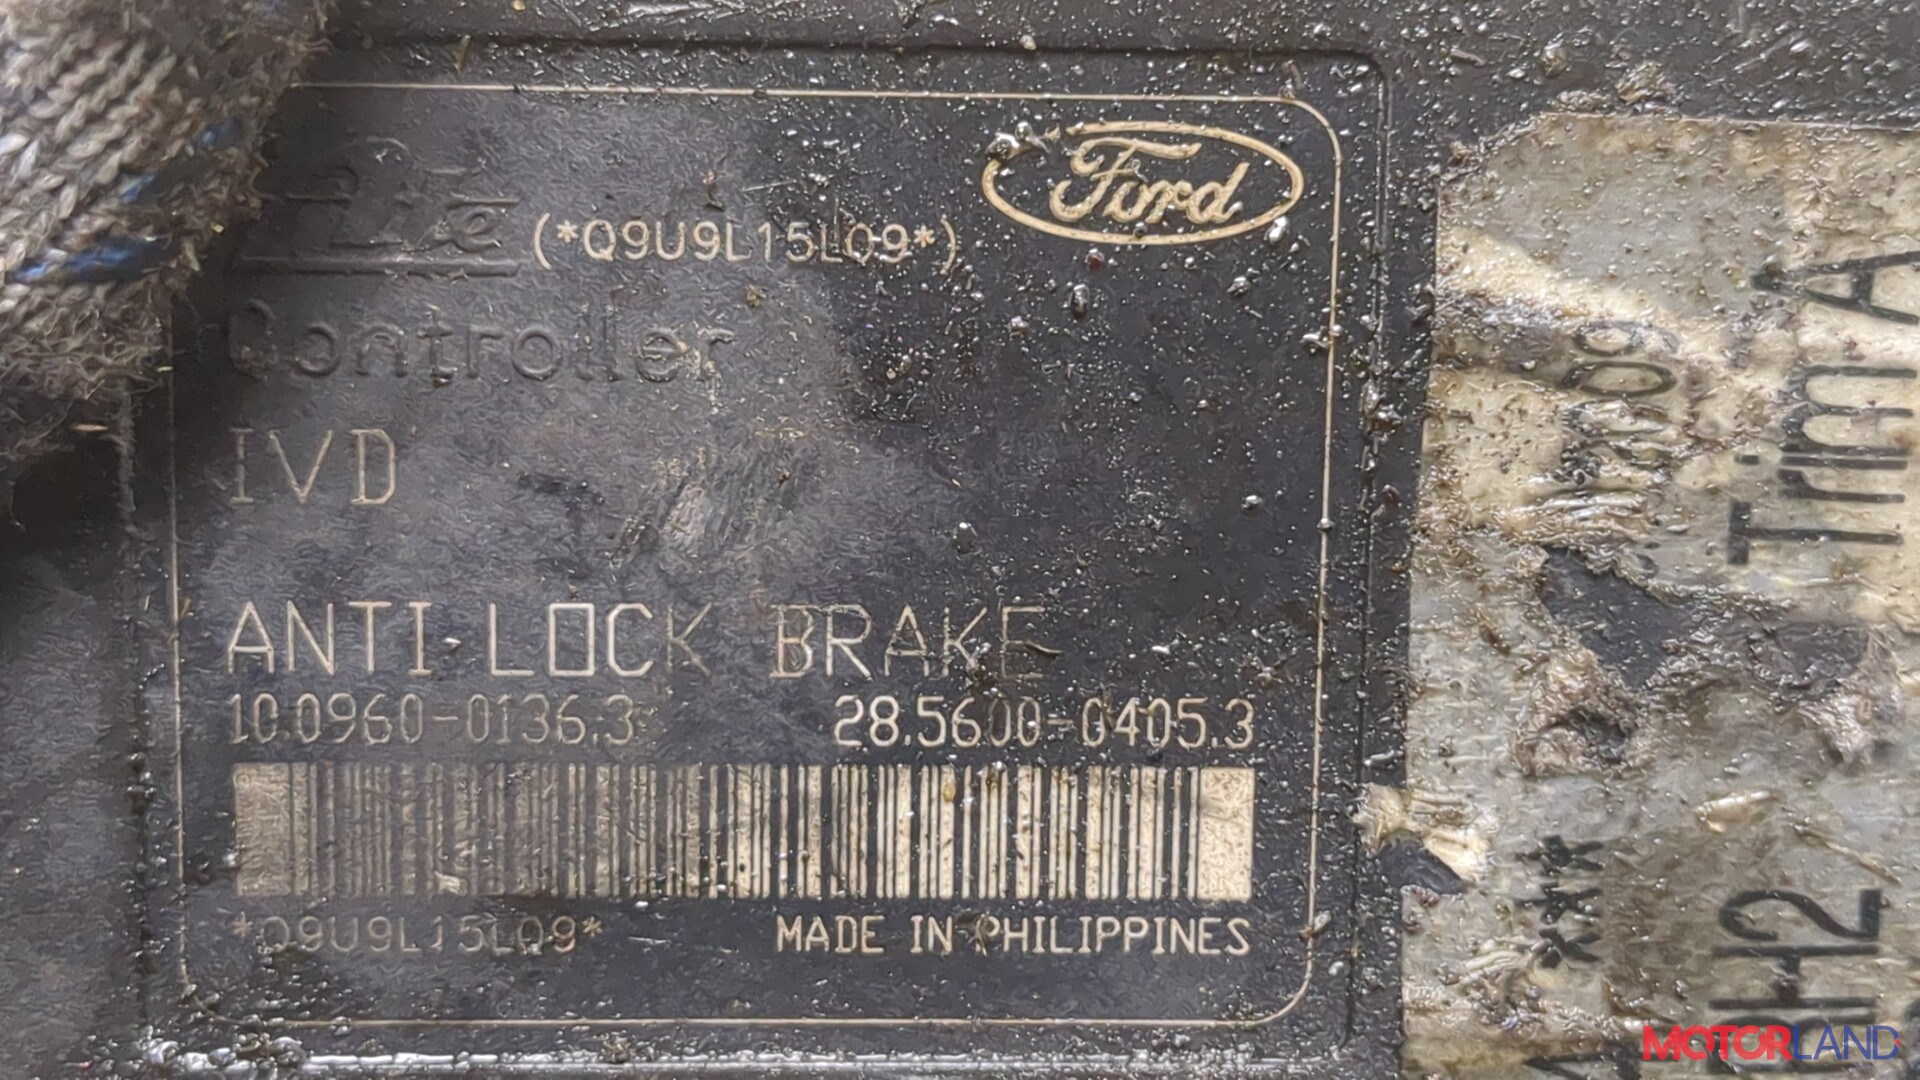 Ford
(*Q9U9L15L09*)
Controller
IVD
ANTI-LOCK BRAKE
10.0960-0136.3 28.5600-0405.3
*Q9U9L15L09*
MADE IN PHILIPPINES
Trim A
***
MOTORLAND